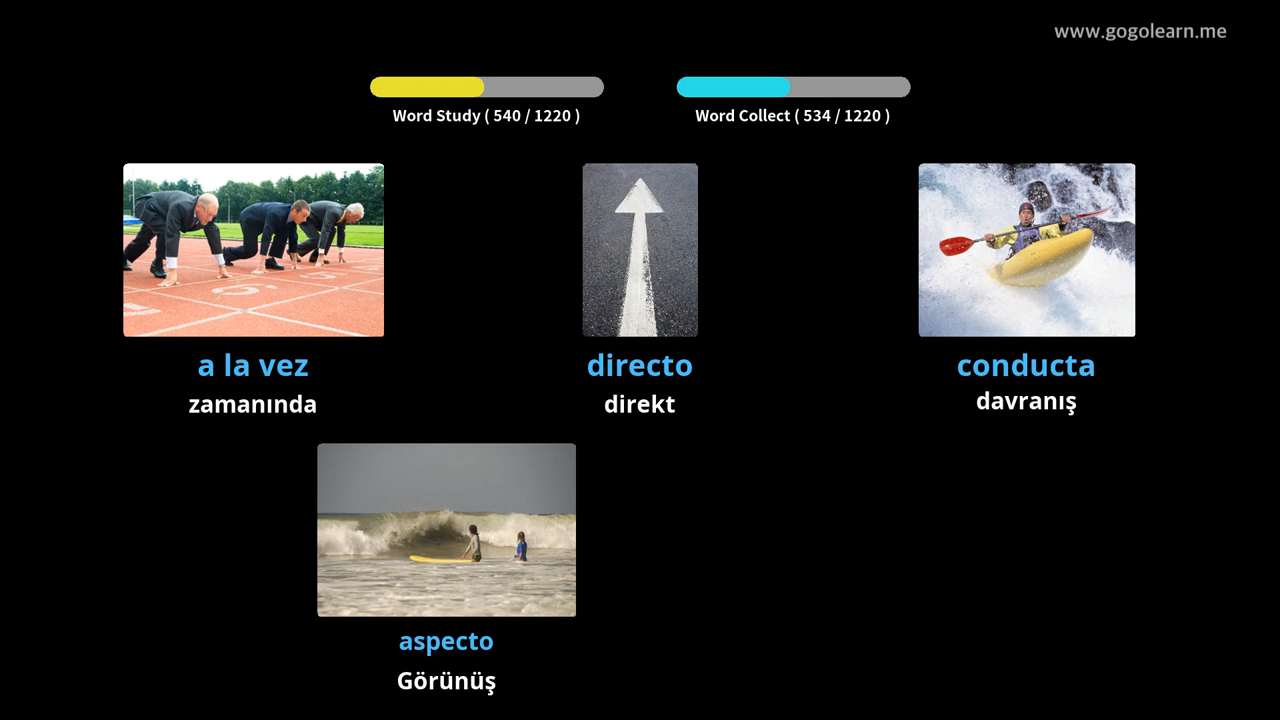 www.gogolearn.me
Word Study ( 540 / 1220 )
Word Collect ( 534 / 1220 )
a la vez
zamanında
directo
direkt
conducta
davranış
aspecto
Görünüş